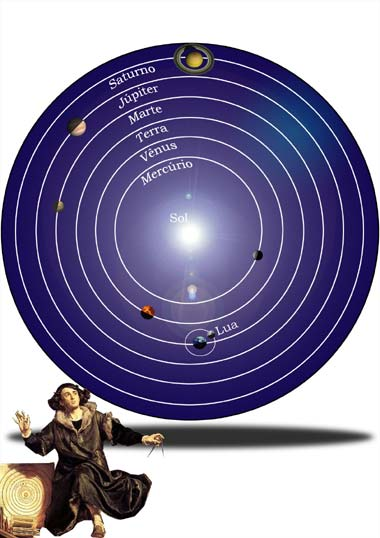 Saturno
Júpiter
Marte
Terra
Vênus
Mercúrio
Sol
Lua